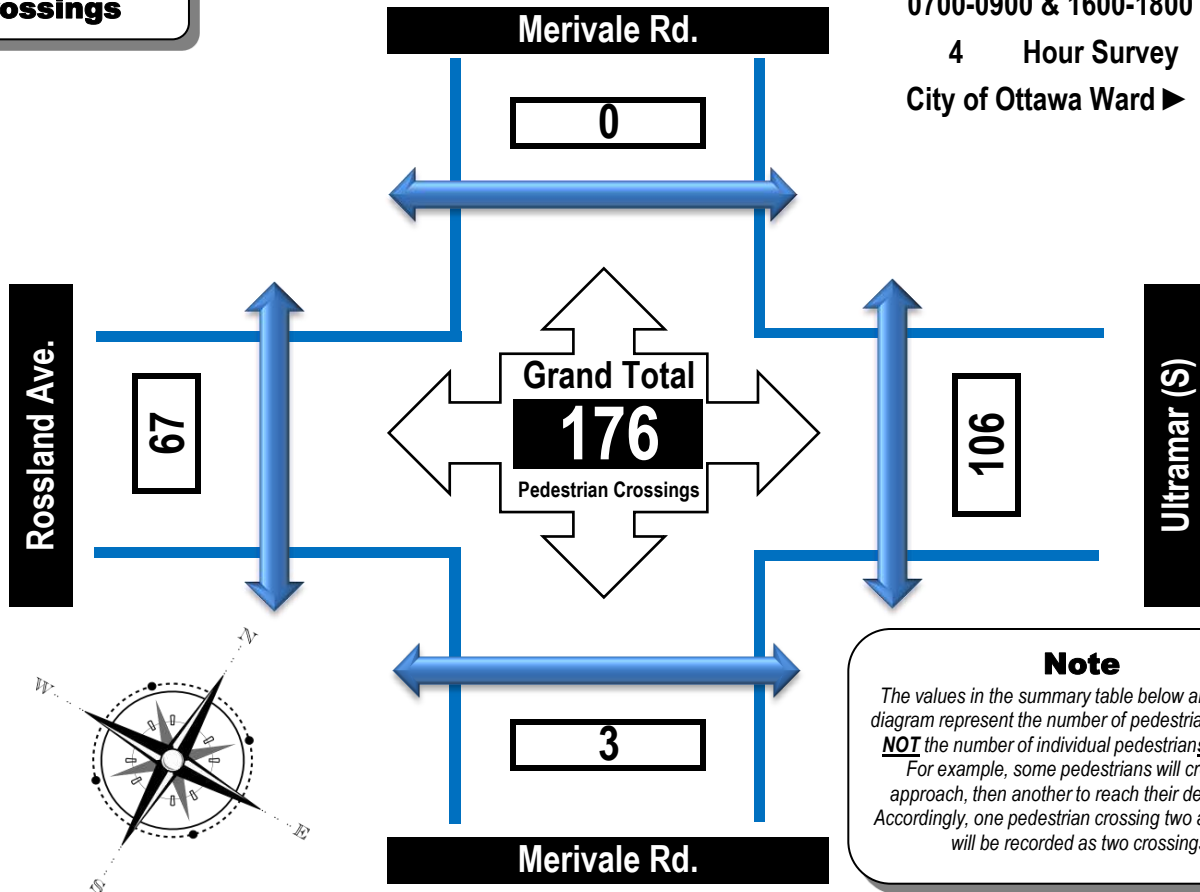 ossings
Merivale Rd.
0700-0900 & 1600-1800
4 Hour Survey
City of Ottawa Ward ►
0
Rossland Ave.
67
Grand Total
176
Pedestrian Crossings
106
Ultramar (S)
N
W
E
S
3
Merivale Rd.
Note
The values in the summary table below a
diagram represent the number of pedestria
NOT the number of individual pedestrians
For example, some pedestrians will cr
approach, then another to reach their de
Accordingly, one pedestrian crossing two a
will be recorded as two crossings